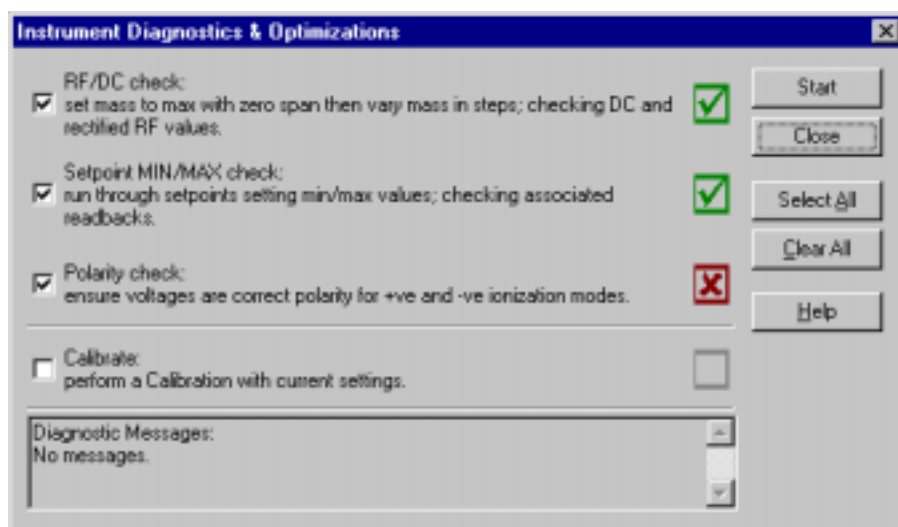 Instrument Diagnostics & Optimizations
RF/DC check:
set mass to max with zero span then vary mass in steps; checking DC and
rectified RF values.
Start
Close
Setpoint MIN/MAX check:
run through setpoints setting min/max values; checking associated
readbacks.
Select All
Clear All
Polarity check:
ensure voltages are correct polarity for +ve and -ve ionization modes.
Help
Calibrate:
perform a Calibration with current settings.
Diagnostic Messages:
No messages.